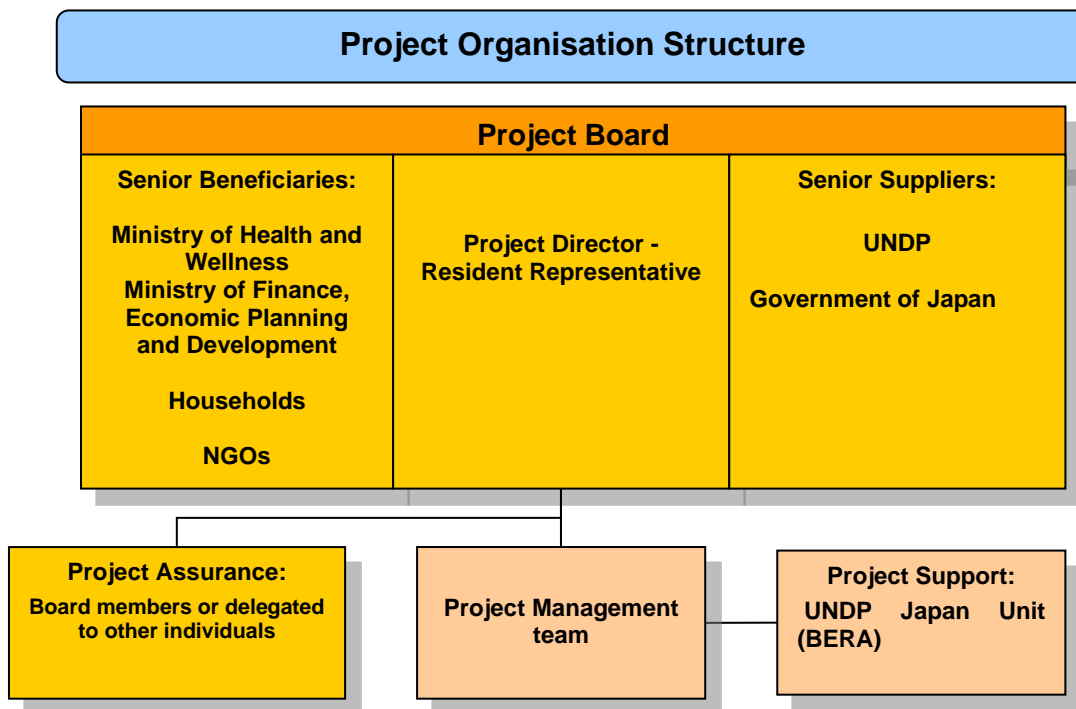 Project Organisation Structure
Project Board
Senior Beneficiaries:
Ministry of Health and
Wellness
Ministry of Finance,
Economic Planning
and Development
Households
NGOs
Project Director -
Resident Representative
Senior Suppliers:
UNDP
Government of Japan
Project Assurance:
Board members or delegated
to other individuals
Project Management
team
Project Support:
UNDP Japan Unit
(BERA)